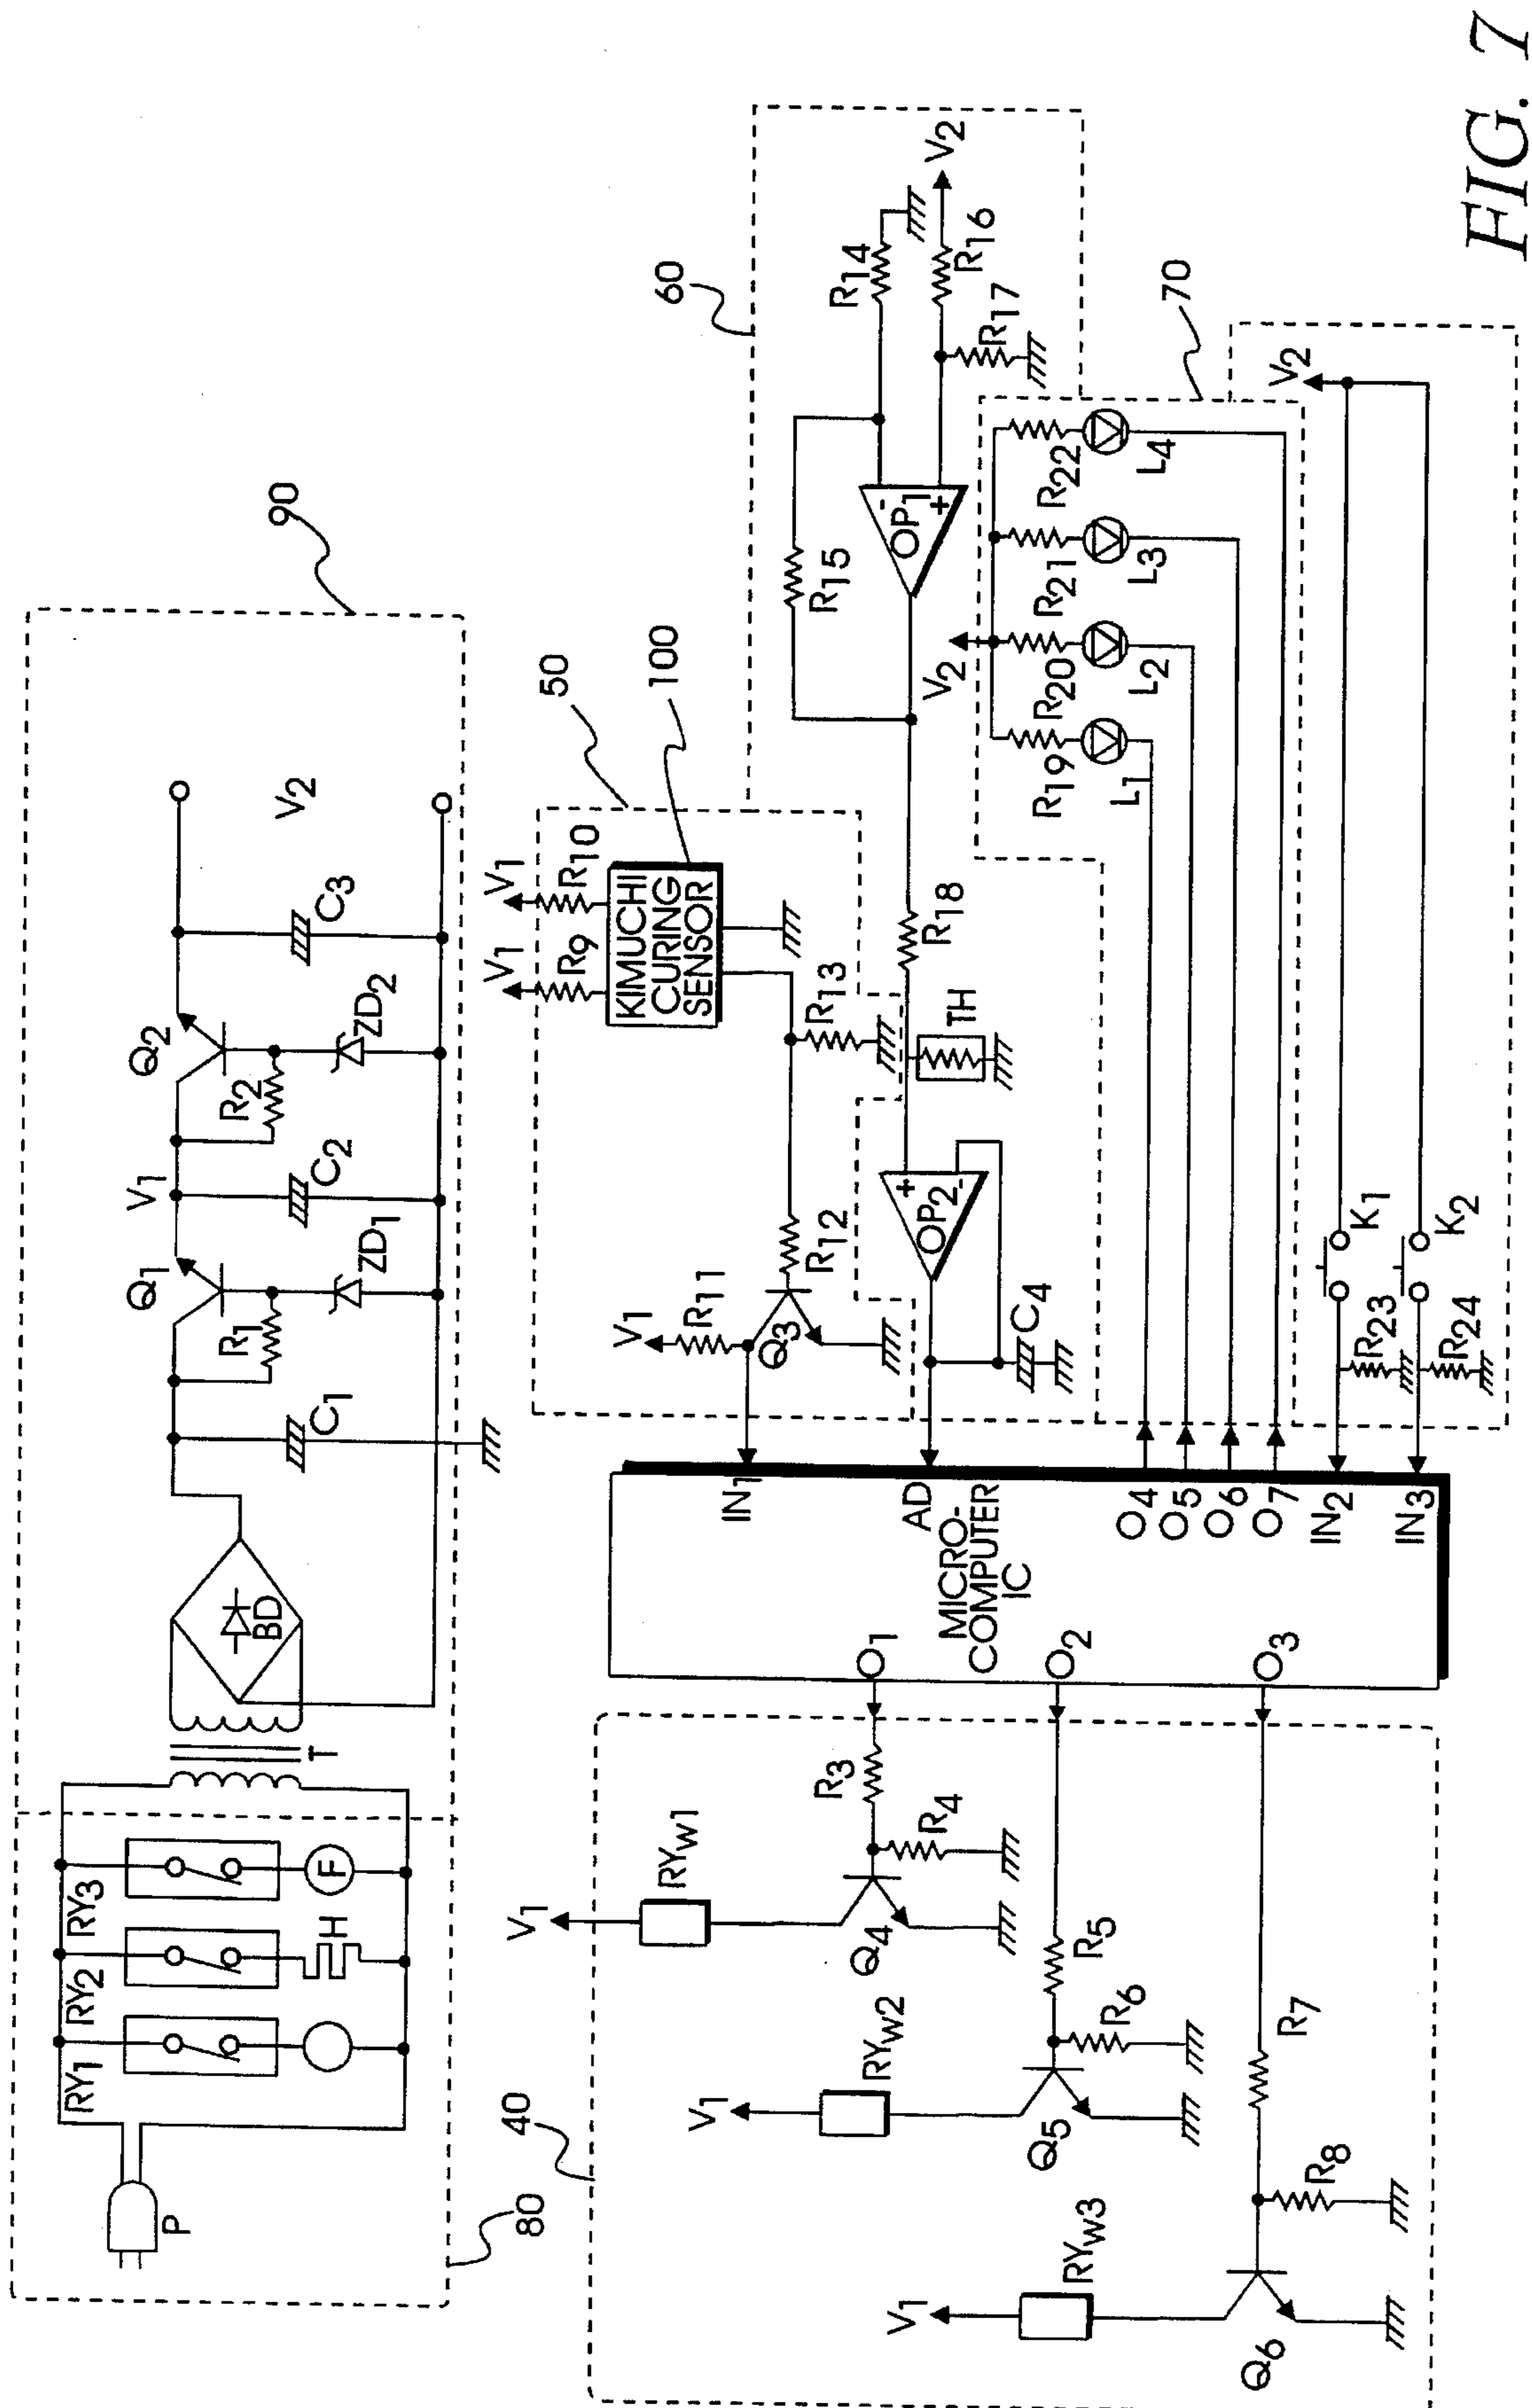 90
80
P
RY1
RY2
RY3
H
F
T
BD
C1
R1
Q1
ZD1
V1
C2
R2
Q2
ZD2
C3
V2
40
V1
RYW1
Q4
R3
R4
V1
RYW2
Q5
R5
R6
V1
RYW3
Q6
R7
R8
O1
O2
O3
MICRO-
COMPUTER
IC
IN1
AD
O4
O5
O6
O7
IN2
IN3
50
100
V1
R11
Q3
R12
R13
V1
R9
V1
R10
KIMUCHI
CURING
SENSOR
60
OP2
+
-
C4
TH
R18
R15
OP1
-
+
R14
R16
V2
R17
70
V2
R19
R20
R21
R22
L1
L2
L3
L4
V2
K1
K2
R23
R24
FIG. 7